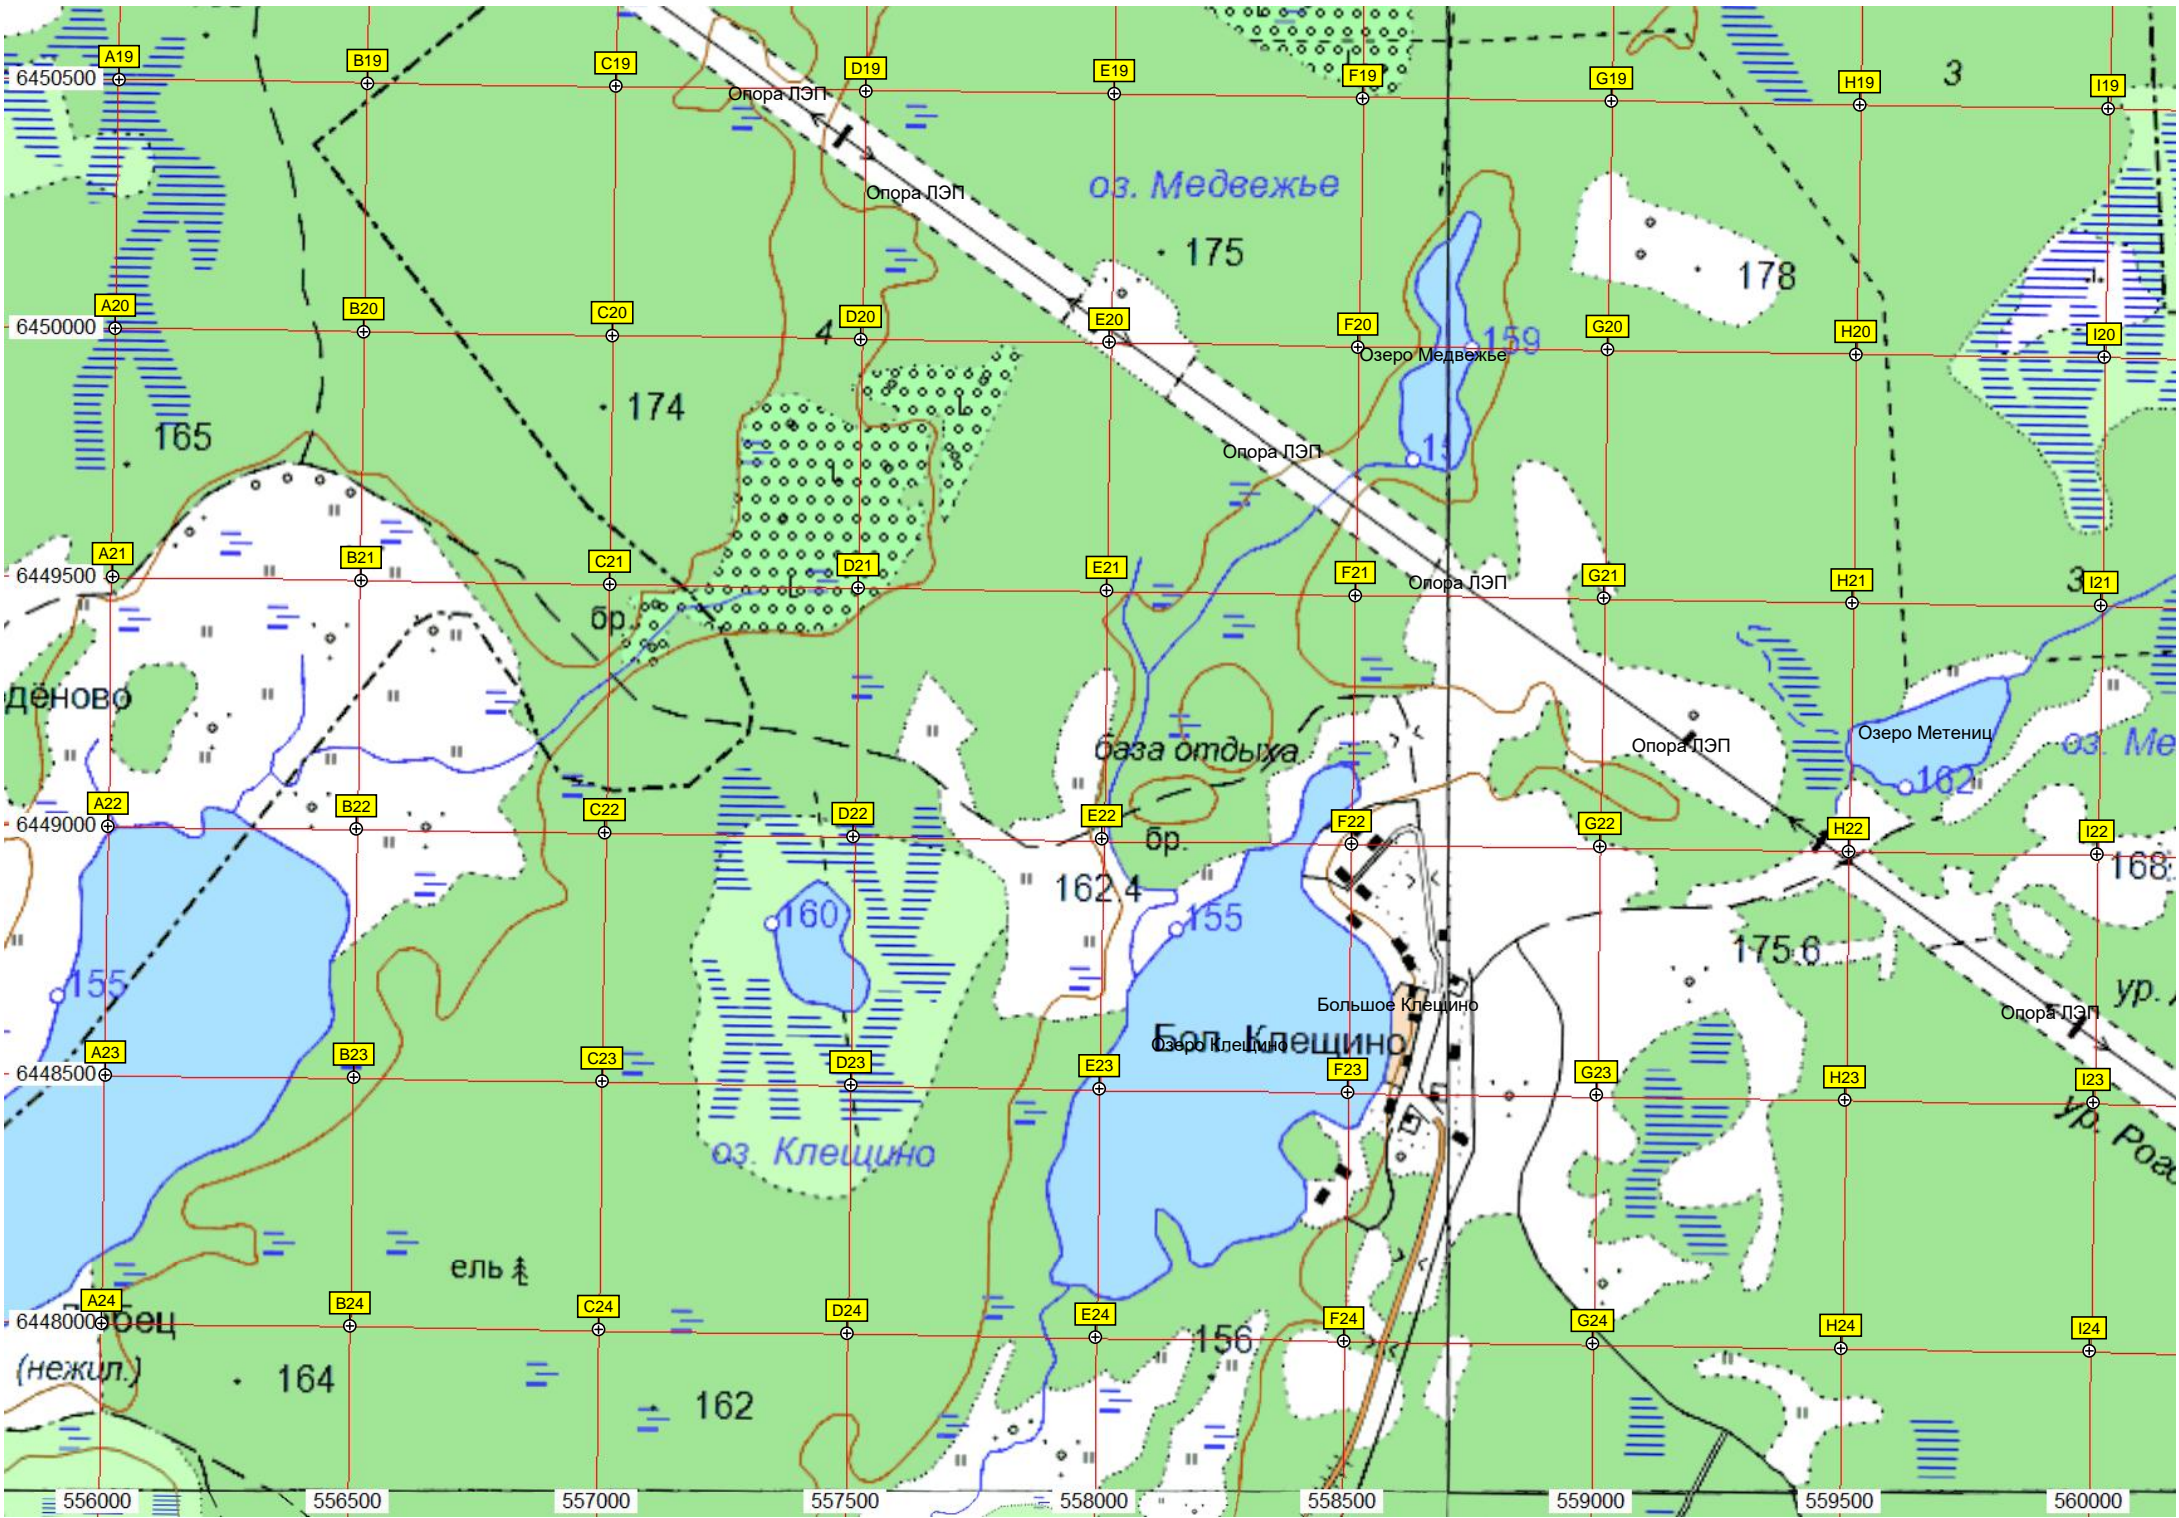 A19
B19
C19
D19
E19
F19
G19
H19
I19
6450500
3
Опора ЛЭП
оз. Медвежье
Опора ЛЭП
175
178
A20
B20
C20
D20
E20
F20
G20
H20
I20
6450000
4
159
Озеро Медвежье
174
165
Опора ЛЭП
15
A21
B21
C21
D21
E21
F21
G21
H21
I21
6449500
Опора ЛЭП
3
бр.
дёново
база отдыха
Опора ЛЭП
Озеро Метениц
оз. Ме
162
A22
B22
C22
D22
E22
F22
G22
H22
I22
6449000
бр.
162.4
168
160
155
175.6
155
ур.
Большое Клещино
Опора ЛЭП
Бол. Клещино
Озеро Клещино
A23
B23
C23
D23
E23
F23
G23
H23
I23
6448500
ур. Рог
оз. Клещино
ель
A24
B24
C24
D24
E24
F24
G24
H24
I24
6448000
бец
156
(нежил.)
164
162
556000
556500
557000
557500
558000
558500
559000
559500
560000